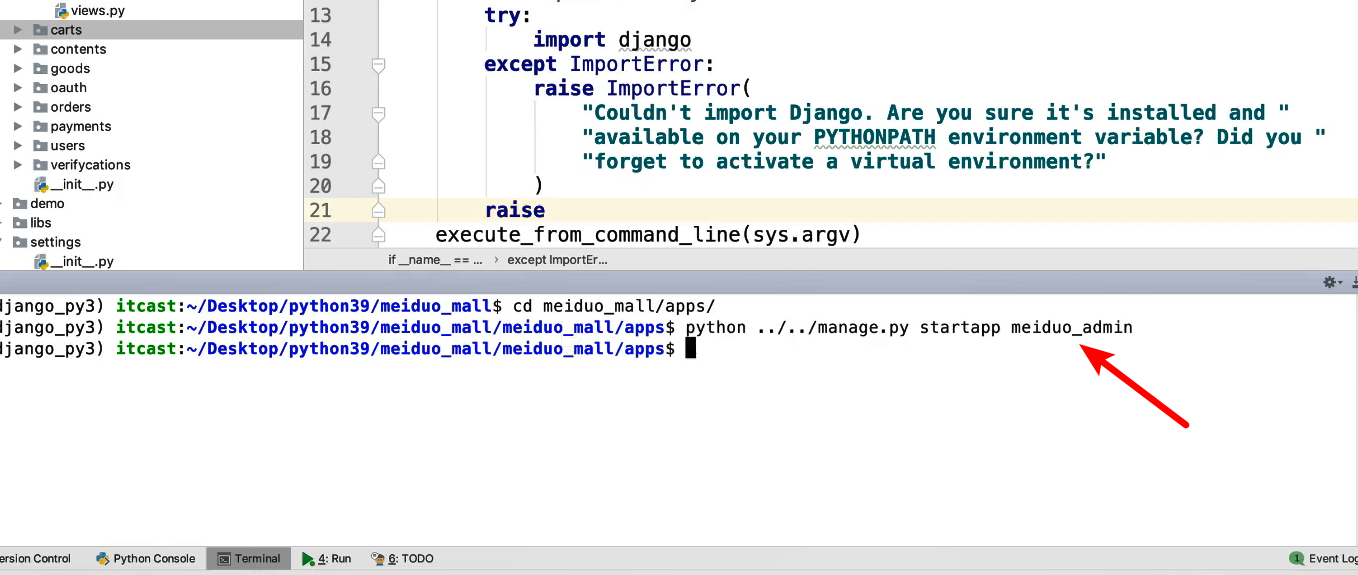 views.py
carts
contents
goods
oauth
orders
payments
users
verifycations
__init__.py
demo
libs
settings
__init__.py
13 try:
14 import django
15 except ImportError:
16 raise ImportError(
17 "Couldn't import Django. Are you sure it's installed and "
18 "available on your PYTHONPATH environment variable? Did you "
19 "forget to activate a virtual environment?"
20 )
21 raise
22 execute_from_command_line(sys.argv)
if __name__ == ... › except ImportEr...
django_py3) itcast:~/Desktop/python39/meiduo_mall$ cd meiduo_mall/apps/
django_py3) itcast:~/Desktop/python39/meiduo_mall/meiduo_mall/apps$ python ../../manage.py startapp meiduo_admin
django_py3) itcast:~/Desktop/python39/meiduo_mall/meiduo_mall/apps$
ersion Control Python Console Terminal 4: Run 6: TODO 1 Event Log